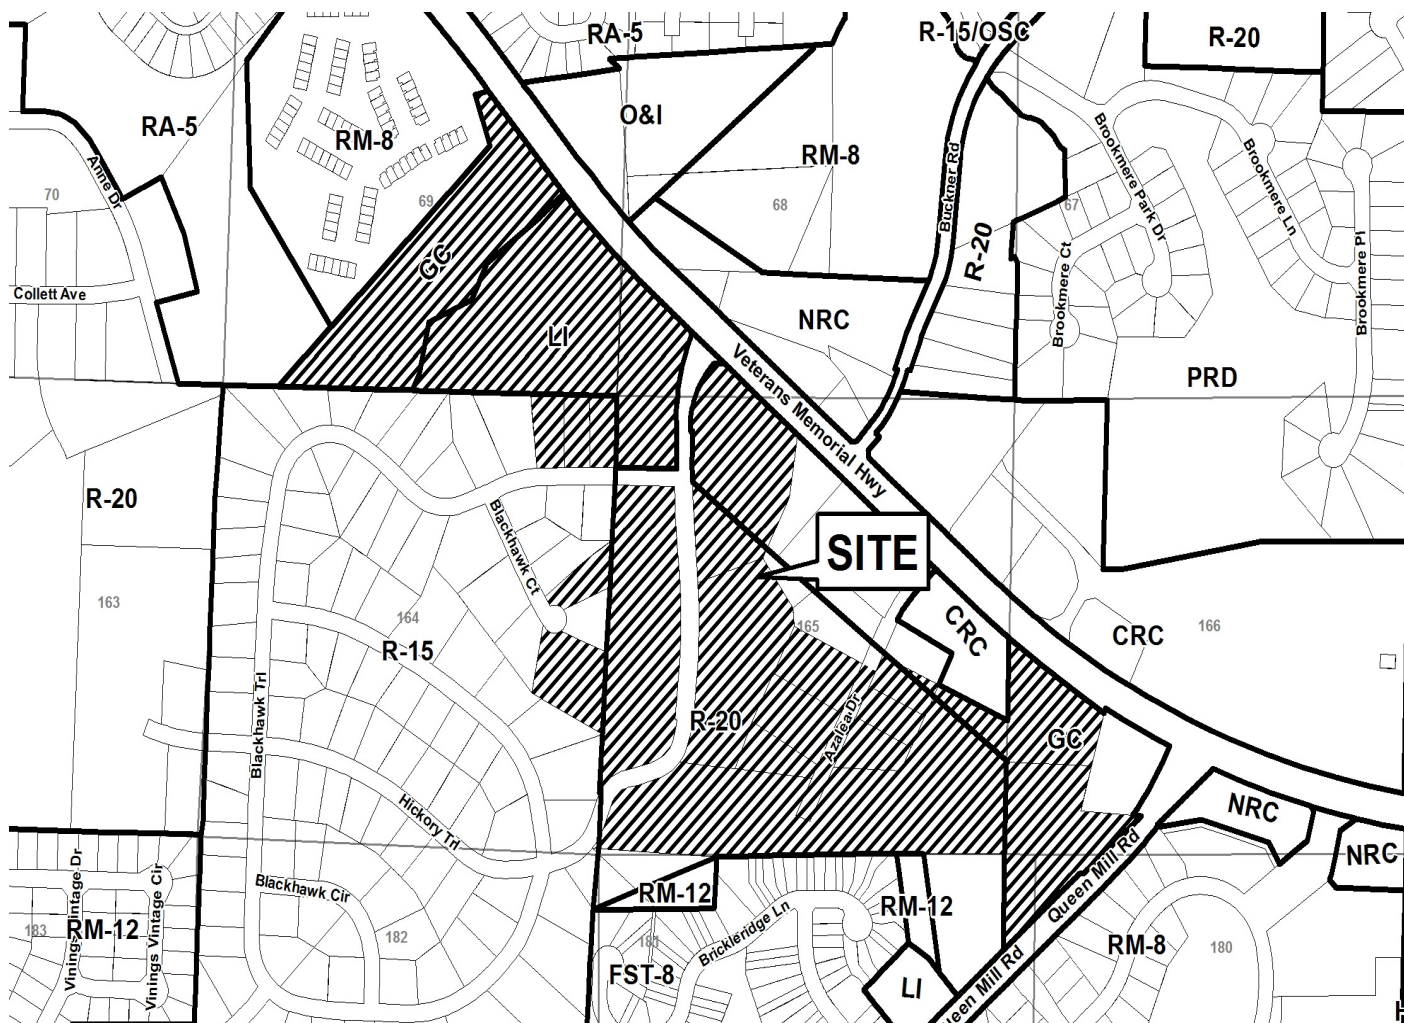 RA-5
R-15/OSC
R-20
RA-5
RM-8
O&I
RM-8
Buckner Rd
Brookmere Park Dr
Brookmere Ln
Anne Dr
70
69
68
67
R-20
Brookmere Ct
Brookmere Pl
GC
Collett Ave
LI
NRC
Veterans Memorial Hwy
PRD
R-20
Blackhawk Ct
SITE
163
164
165
166
R-15
CRC
CRC
Blackhawk Trl
R-20
Azalea Dr
GC
Hickory Trl
NRC
NRC
Queen Mill Rd
Vinings Vintage Dr
Vinings Vintage Cir
Blackhawk Cir
RM-12
RM-12
183
RM-12
182
181
Brickleridge Ln
RM-8
180
FST-8
LI
Queen Mill Rd